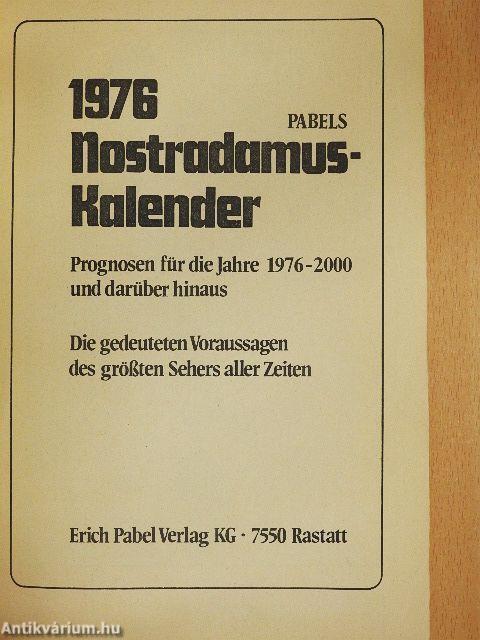 1976
PABELS
Nostradamus-
Kalender
Prognosen für die Jahre 1976-2000
und darüber hinaus
Die gedeuteten Voraussagen
des größten Sehers aller Zeiten
Erich Pabel Verlag KG · 7550 Rastatt
Antikvárium.hu